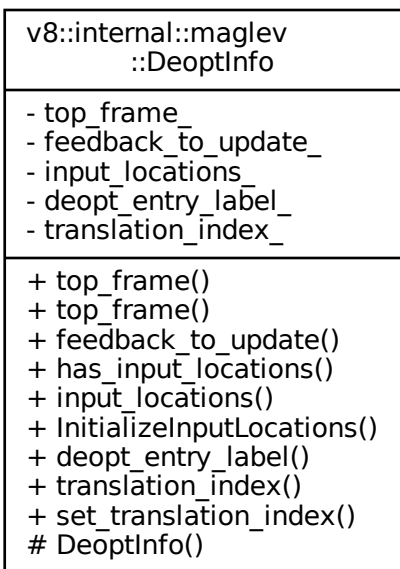 v8::internal::maglev
::DeoptInfo
- top_frame_
- feedback_to_update_
- input_locations_
- deopt_entry_label_
- translation_index_
+ top_frame()
+ top_frame()
+ feedback_to_update()
+ has_input_locations()
+ input_locations()
+ InitializeInputLocations()
+ deopt_entry_label()
+ translation_index()
+ set_translation_index()
# DeoptInfo()